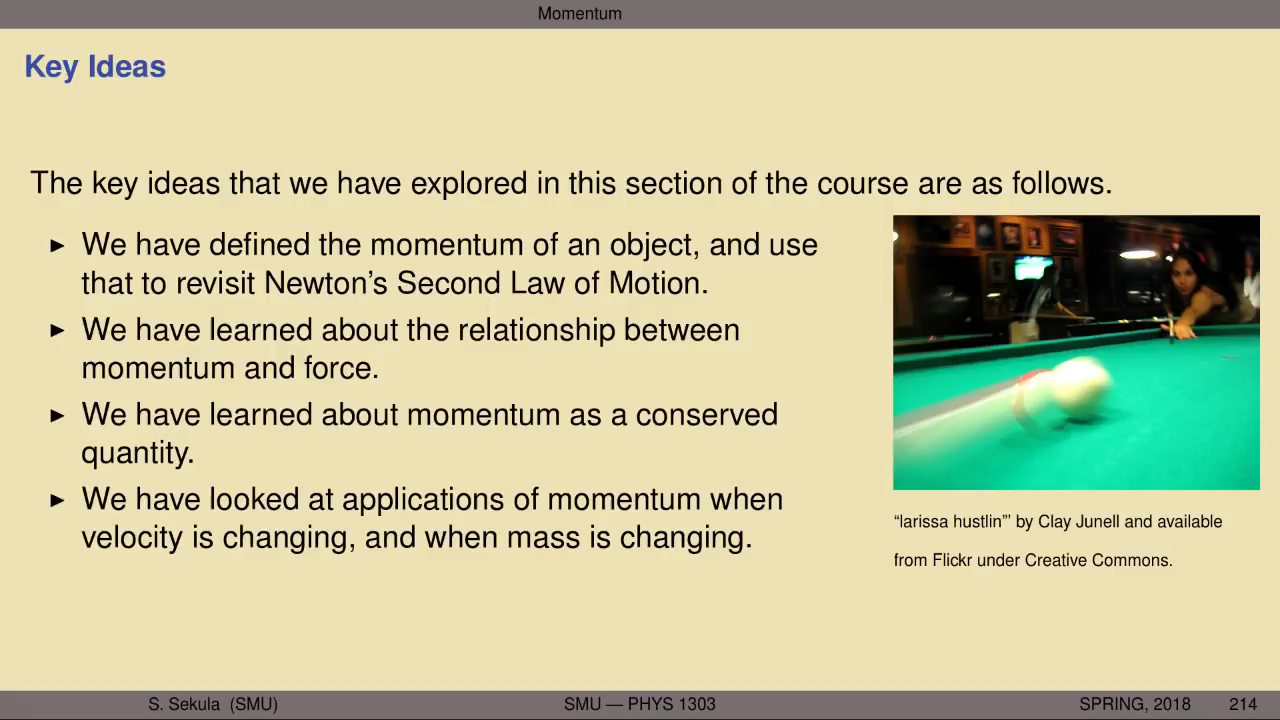 Momentum
Key Ideas
The key ideas that we have explored in this section of the course are as follows.
▶ We have defined the momentum of an object, and use
that to revisit Newton’s Second Law of Motion.
▶ We have learned about the relationship between
momentum and force.
▶ We have learned about momentum as a conserved
quantity.
▶ We have looked at applications of momentum when
velocity is changing, and when mass is changing.
“larissa hustlin’” by Clay Junell and available
from Flickr under Creative Commons.
S. Sekula (SMU)
SMU — PHYS 1303
SPRING, 2018
214